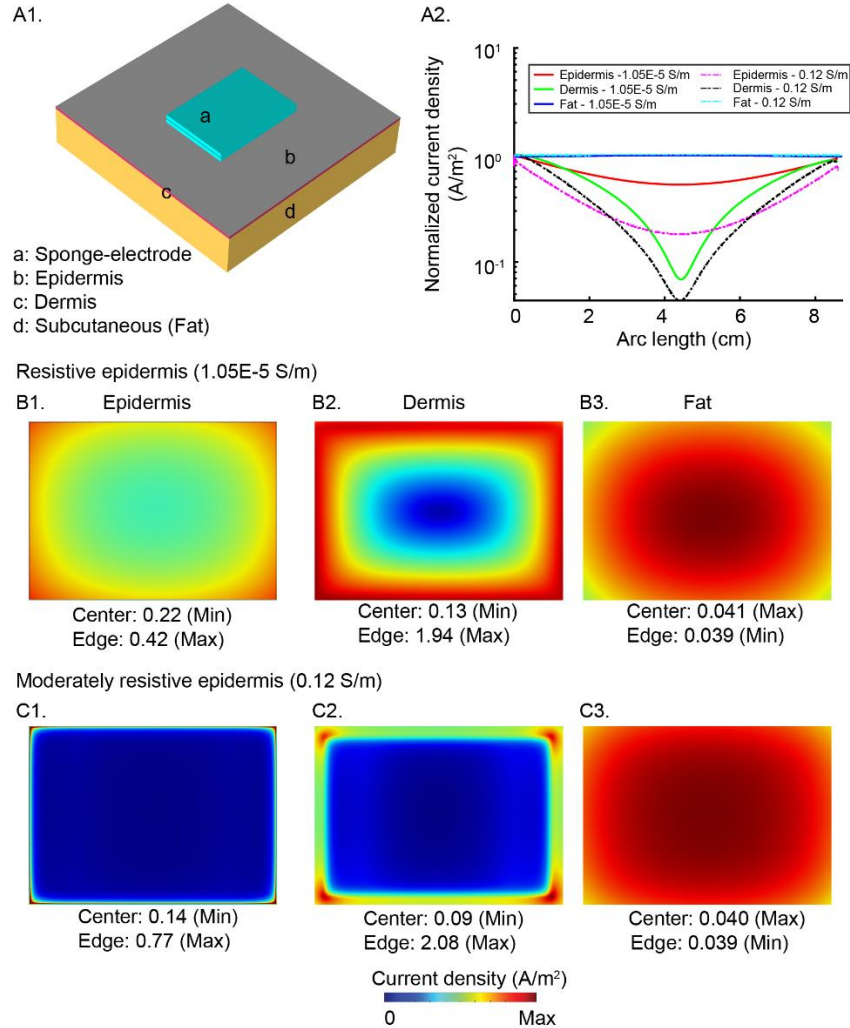 A1.
a
b
c
d
a: Sponge-electrode
b: Epidermis
c: Dermis
d: Subcutaneous (Fat)
A2.
Normalized current density
(A/m²)
10¹
10⁰
10⁻¹
Epidermis -1.05E-5 S/m
Dermis - 1.05E-5 S/m
Fat - 1.05E-5 S/m
Epidermis - 0.12 S/m
Dermis - 0.12 S/m
Fat - 0.12 S/m
0 2 4 6 8
Arc length (cm)
Resistive epidermis (1.05E-5 S/m)
B1. Epidermis
B2. Dermis
B3. Fat
Center: 0.22 (Min)
Edge: 0.42 (Max)
Center: 0.13 (Min)
Edge: 1.94 (Max)
Center: 0.041 (Max)
Edge: 0.039 (Min)
Moderately resistive epidermis (0.12 S/m)
C1.
C2.
C3.
Center: 0.14 (Min)
Edge: 0.77 (Max)
Center: 0.09 (Min)
Edge: 2.08 (Max)
Center: 0.040 (Max)
Edge: 0.039 (Min)
Current density (A/m²)
0 Max